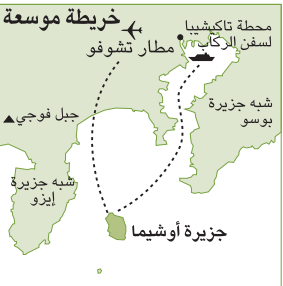 خريطة موسعة
محطة تاكيشيبا
لسفن الركاب
مطار تشوفو
شبه جزيرة
بوسو
جبل فوجي
شبه جزيرة
إيزو
جزيرة أوشيما